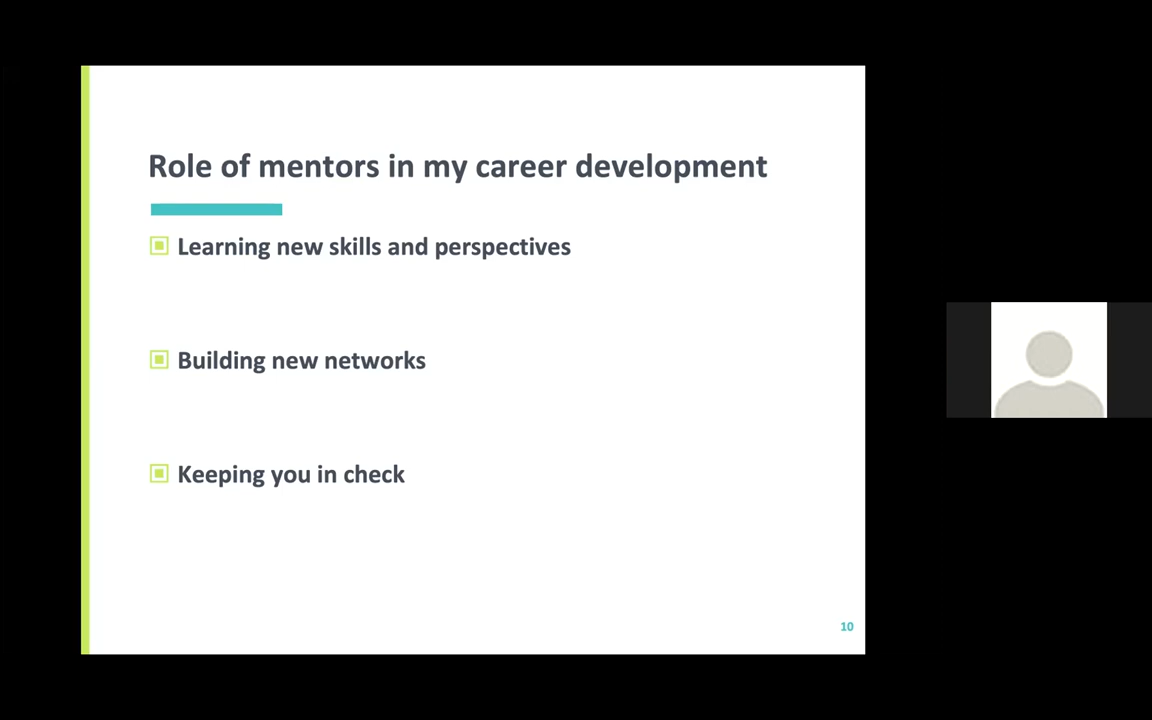 Role of mentors in my career development
Learning new skills and perspectives
Building new networks
Keeping you in check
10